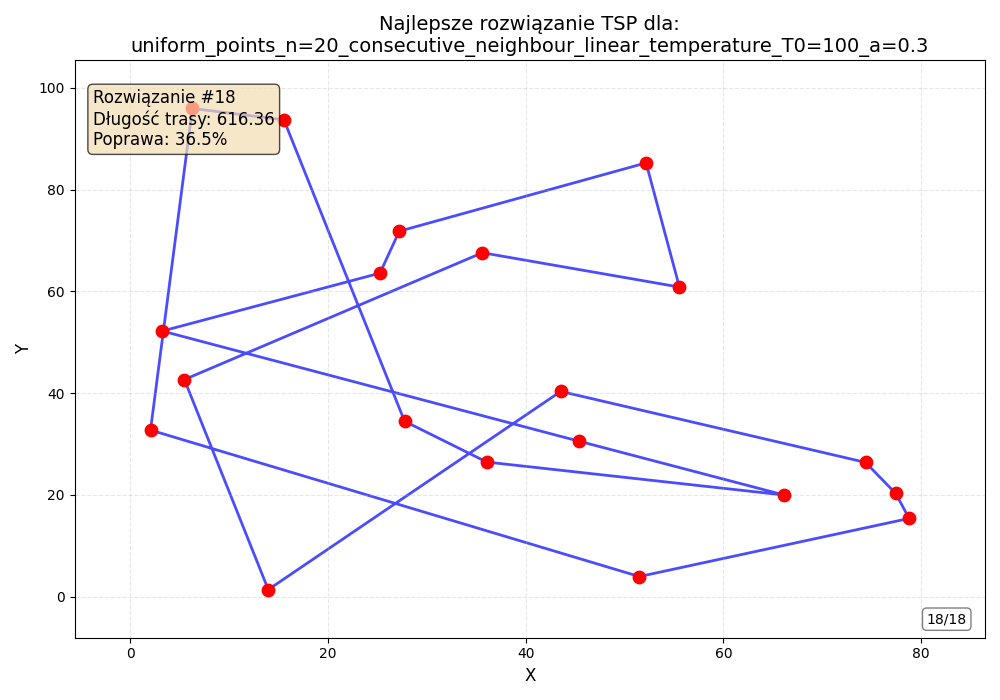 Najlepsze rozwiązanie TSP dla:
uniform_points_n=20_consecutive_neighbour_linear_temperature_T0=100_a=0.3
Rozwiązanie #18
Długość trasy: 616.36
Poprawa: 36.5%
100
80
60
40
20
0
Y
18/18
0
20
40
60
80
X